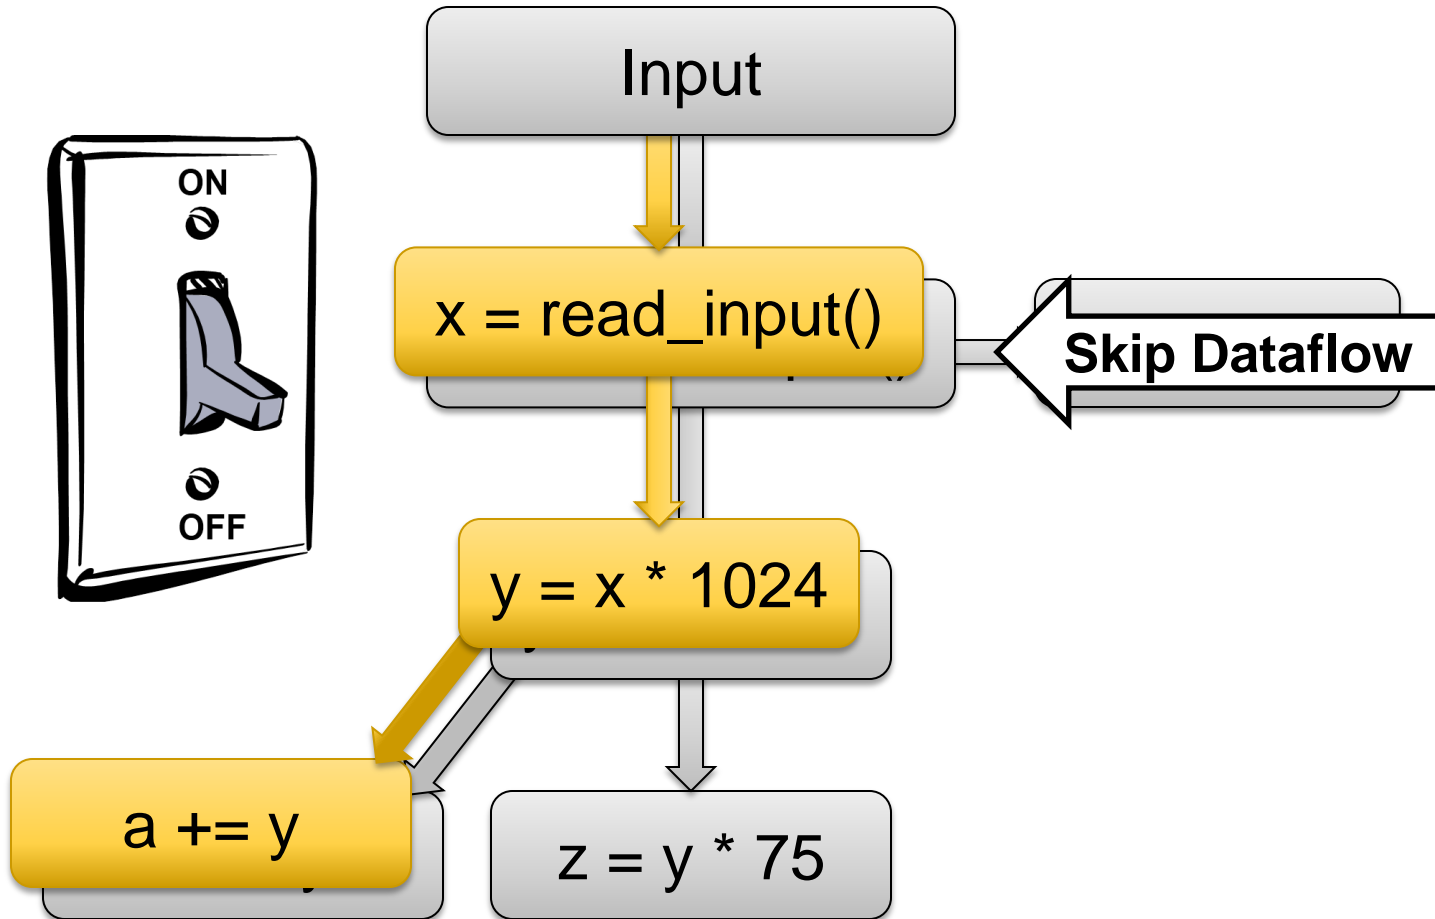 Input
ON
x = read_input()
Skip Dataflow
OFF
y = x * 1024
a += y
z = y * 75